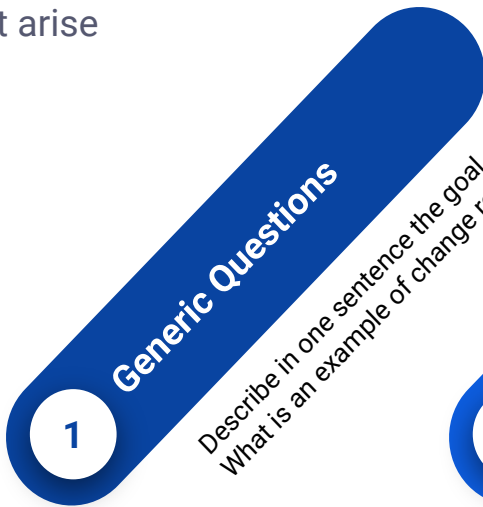 t arise
Generic Questions
1
Describe in one sentence the goal
What is an example of change